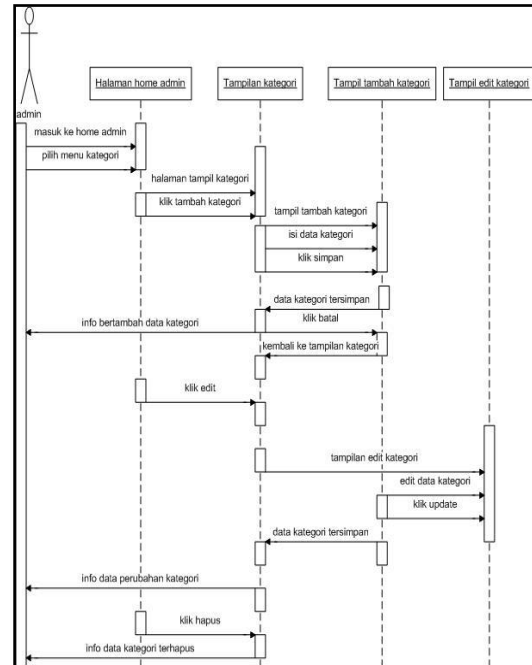 Halaman home admin
Tampilan kategori
Tampil tambah kategori
Tampil edit kategori
admin
masuk ke home admin
pilih menu kategori
halaman tampil kategori
klik tambah kategori
tampil tambah kategori
isi data kategori
klik simpan
data kategori tersimpan
info bertambah data kategori
klik batal
kembali ke tampilan kategori
klik edit
tampilan edit kategori
edit data kategori
klik update
data kategori tersimpan
info data perubahan kategori
klik hapus
info data kategori terhapus